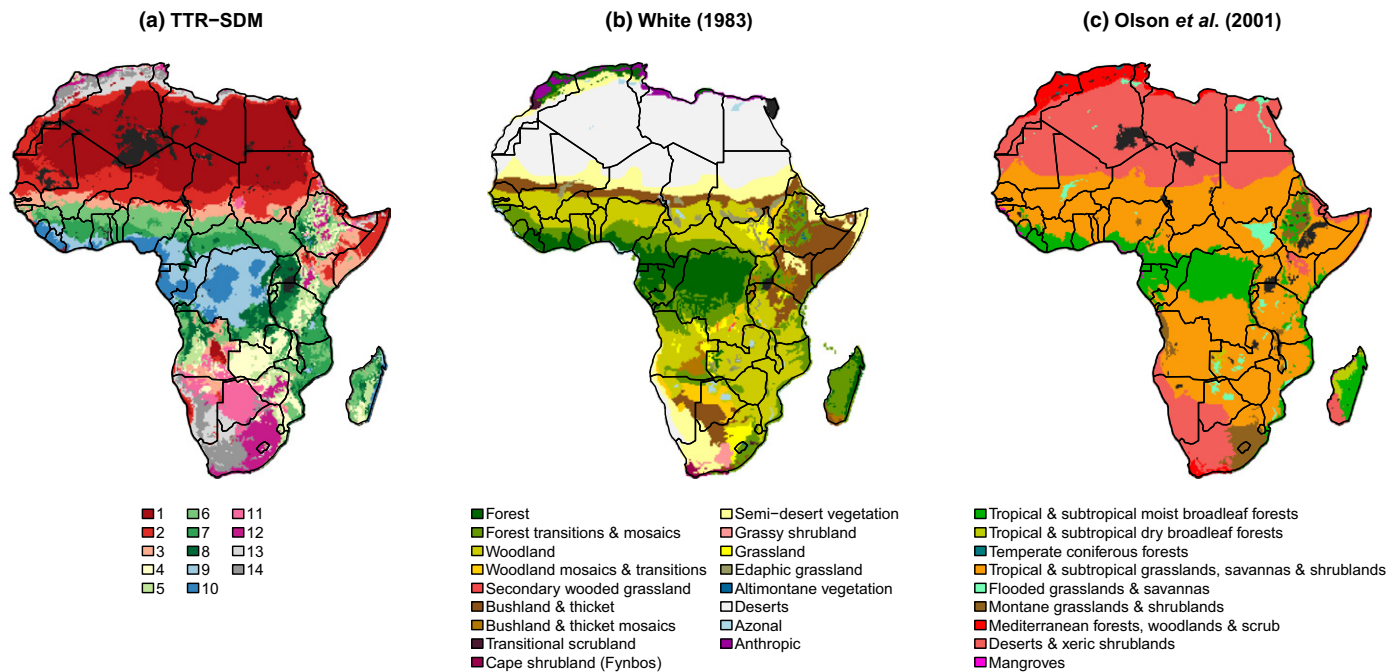 (a) TTR−SDM
(b) White (1983)
(c) Olson et al. (2001)
1
2
3
4
5
6
7
8
9
10
11
12
13
14
Forest
Forest transitions & mosaics
Woodland
Woodland mosaics & transitions
Secondary wooded grassland
Bushland & thicket
Bushland & thicket mosaics
Transitional scrubland
Cape shrubland (Fynbos)
Semi−desert vegetation
Grassy shrubland
Grassland
Edaphic grassland
Altimontane vegetation
Deserts
Azonal
Anthropic
Tropical & subtropical moist broadleaf forests
Tropical & subtropical dry broadleaf forests
Temperate coniferous forests
Tropical & subtropical grasslands, savannas & shrublands
Flooded grasslands & savannas
Montane grasslands & shrublands
Mediterranean forests, woodlands & scrub
Deserts & xeric shrublands
Mangroves